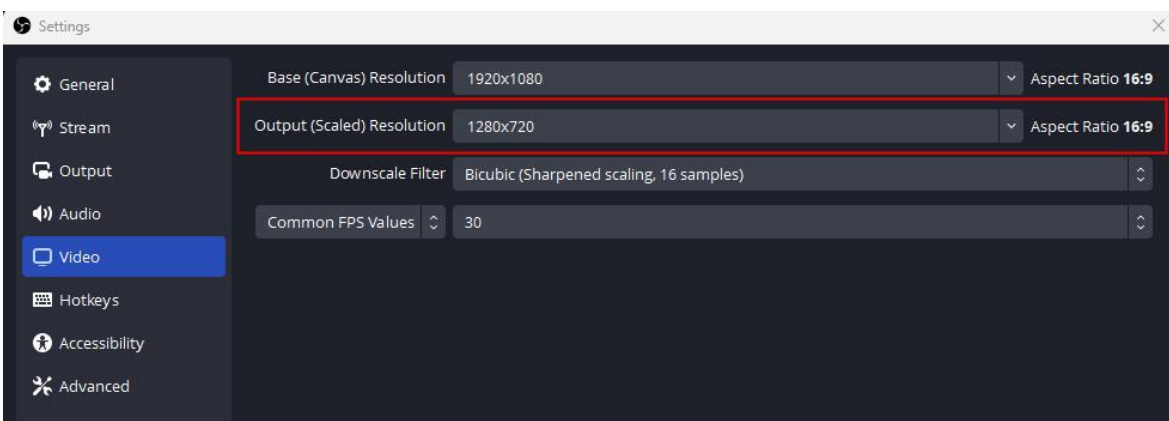 Settings
General
Stream
Output
Audio
Video
Hotkeys
Accessibility
Advanced
Base (Canvas) Resolution 1920x1080 Aspect Ratio 16:9
Output (Scaled) Resolution 1280x720 Aspect Ratio 16:9
Downscale Filter Bicubic (Sharpened scaling, 16 samples)
Common FPS Values 30